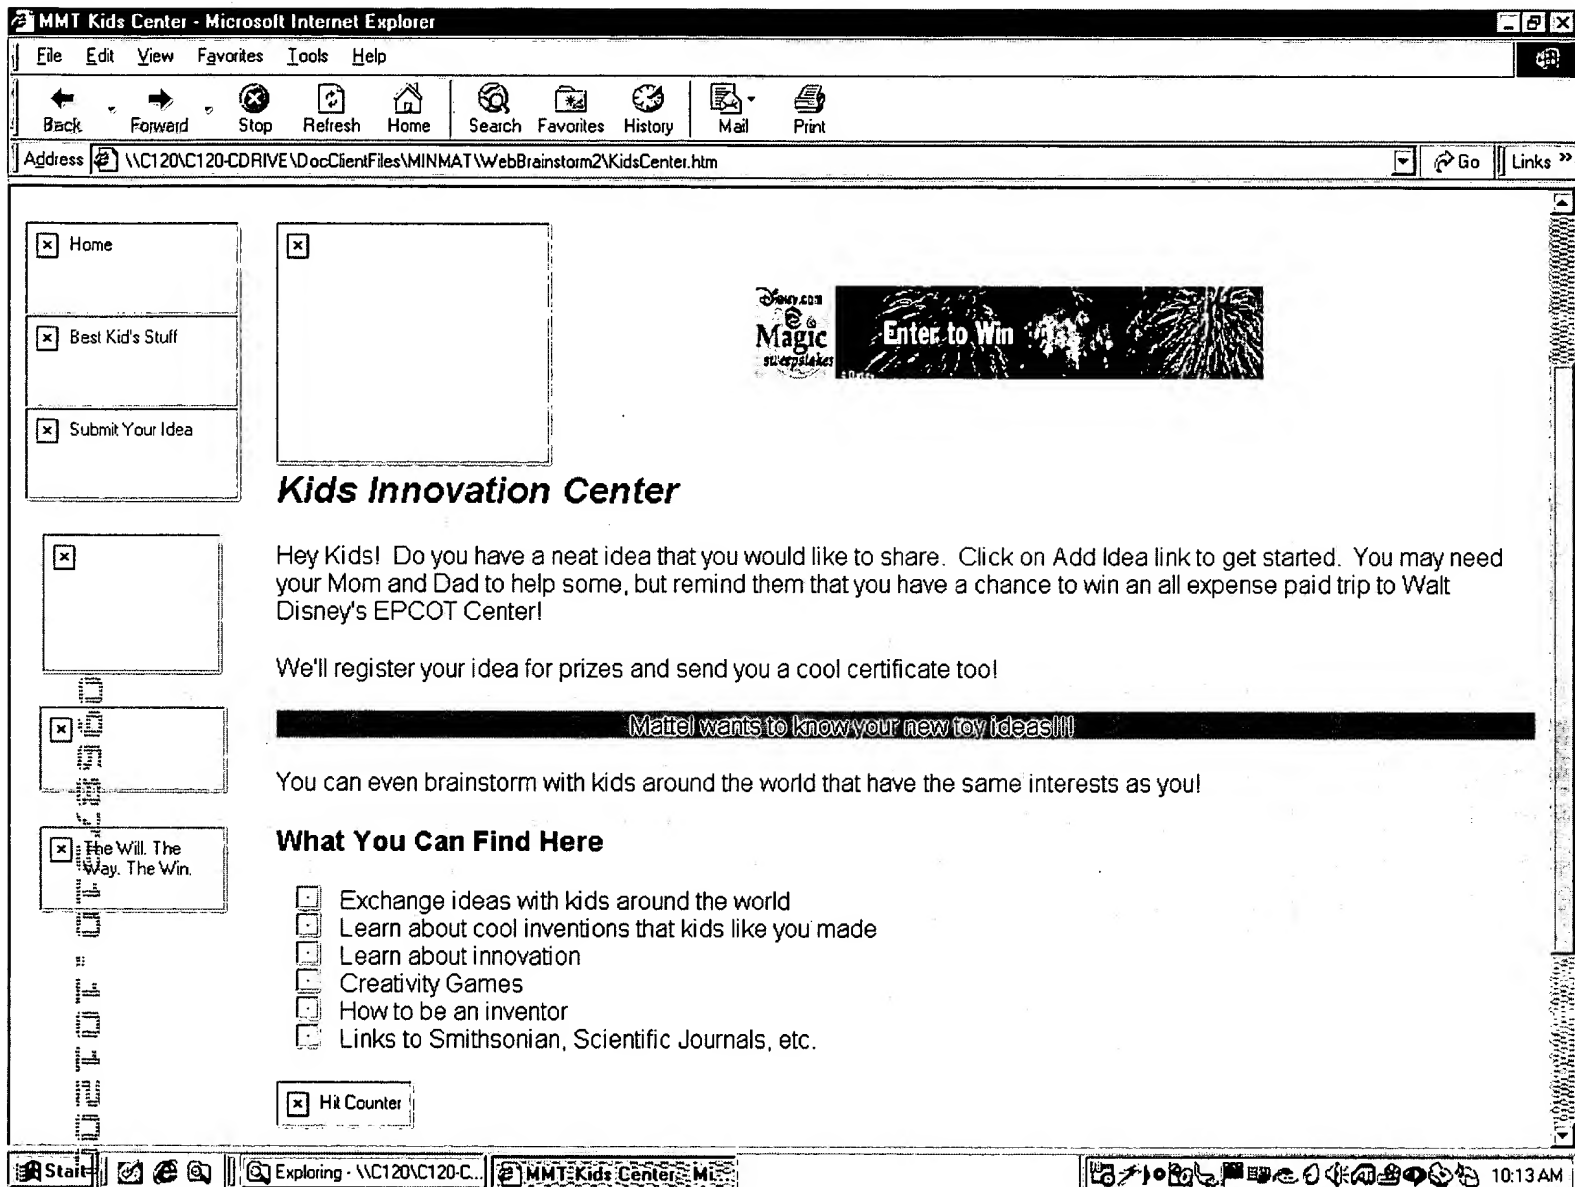 MMT Kids Center - Microsoft Internet Explorer
File Edit View Favorites Tools Help
Back Forward Stop Refresh Home Search Favorites History Mail Print
Address \\C120\C120-CDRIVE\DocClientFiles\MINMAT\WebBrainstorm2\KidsCenter.htm Go Links »
Home
Best Kid's Stuff
Submit Your Idea
Disney.com
Magic
sweepstakes
Enter to Win
Kids Innovation Center
Hey Kids! Do you have a neat idea that you would like to share. Click on Add Idea link to get started. You may need
your Mom and Dad to help some, but remind them that you have a chance to win an all expense paid trip to Walt
Disney's EPCOT Center!
We'll register your idea for prizes and send you a cool certificate too!
Mattel wants to know your new toy ideas!!!!
You can even brainstorm with kids around the world that have the same interests as you!
The Will. The
Way. The Win.
What You Can Find Here
Exchange ideas with kids around the world
Learn about cool inventions that kids like you made
Learn about innovation
Creativity Games
How to be an inventor
Links to Smithsonian, Scientific Journals, etc.
Hit Counter
Start Exploring - \\C120\C120-C... MMT Kids Center - Mi... 10:13 AM